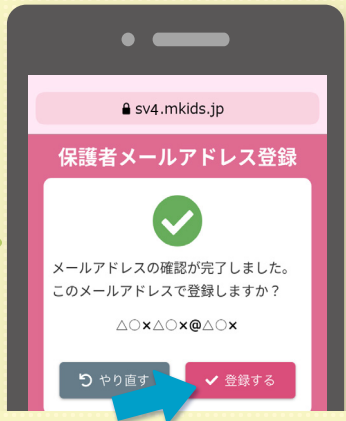 sv4.mkids.jp
保護者メールアドレス登録
メールアドレスの確認が完了しました。
このメールアドレスで登録しますか？
△○×△○×@△○×
やり直す
登録する